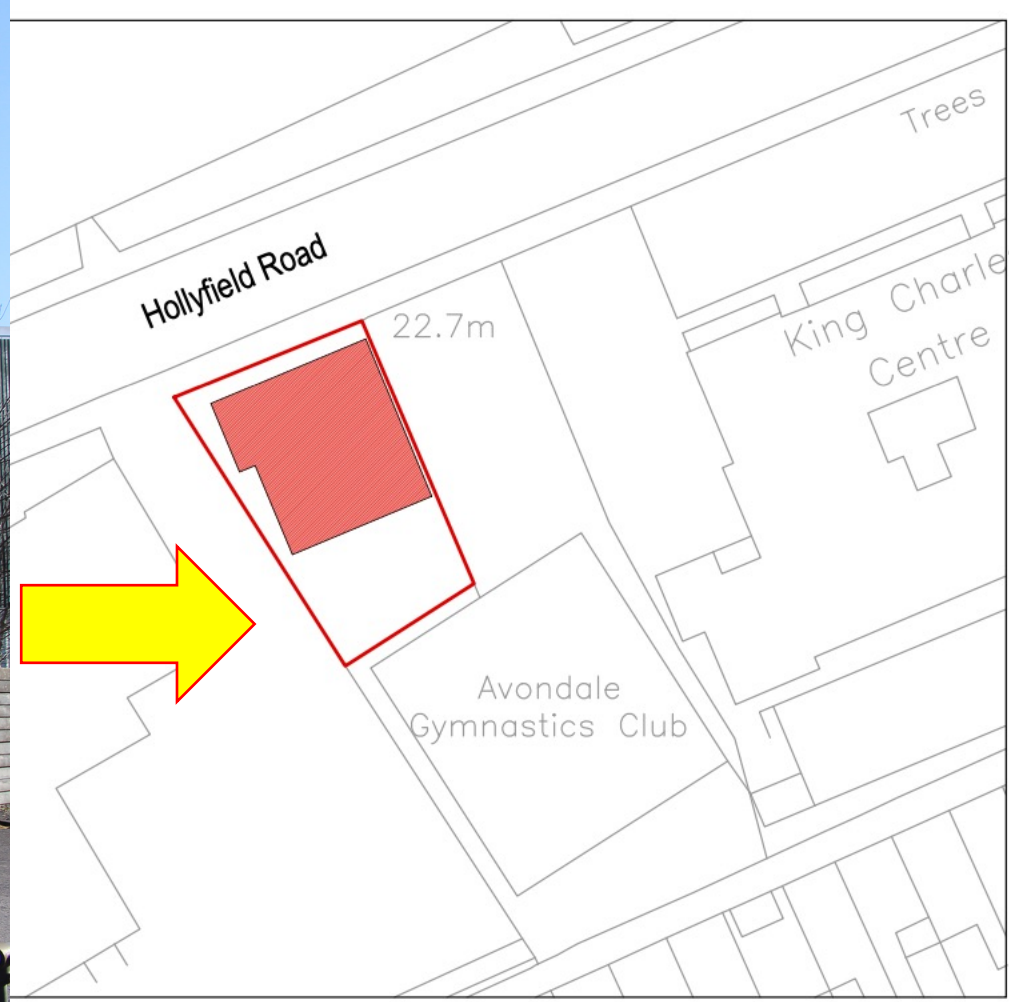 Trees
Hollyfield Road
22.7m
King Charle
Centre
Avondale
Gymnastics Club